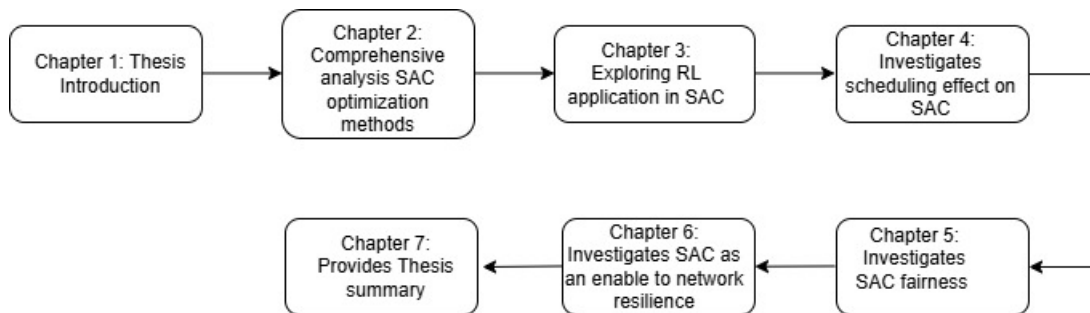 Chapter 1: Thesis
Introduction
Chapter 2:
Comprehensive
analysis SAC
optimization
methods
Chapter 3:
Exploring RL
application in SAC
Chapter 4:
Investigates
scheduling effect on
SAC
Chapter 5:
Investigates
SAC fairness
Chapter 6:
Investigates SAC as
an enable to network
resilience
Chapter 7:
Provides Thesis
summary